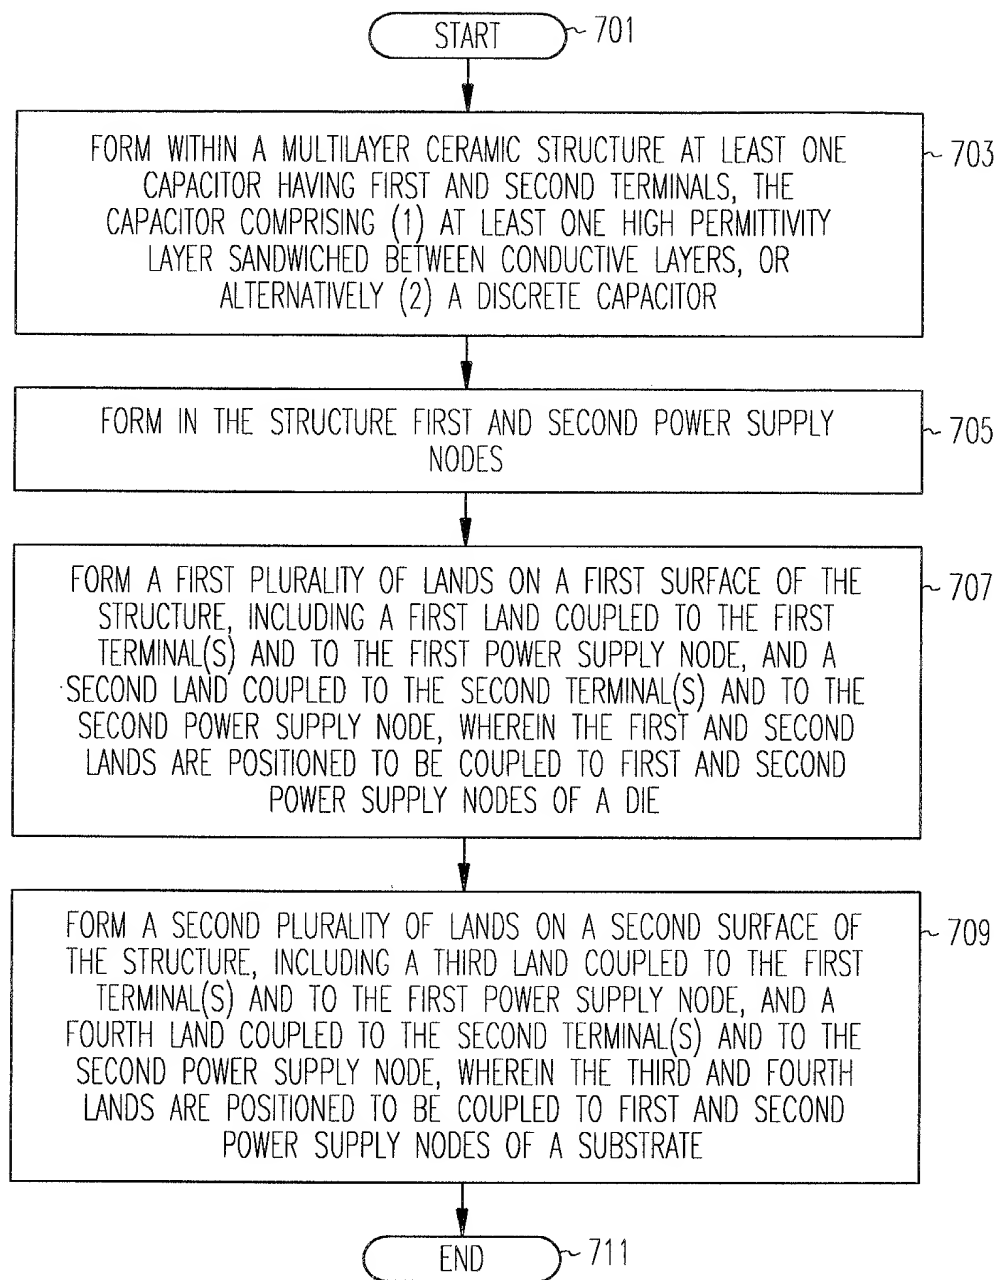 START
701
FORM WITHIN A MULTILAYER CERAMIC STRUCTURE AT LEAST ONE
CAPACITOR HAVING FIRST AND SECOND TERMINALS, THE
CAPACITOR COMPRISING (1) AT LEAST ONE HIGH PERMITTIVITY
LAYER SANDWICHED BETWEEN CONDUCTIVE LAYERS, OR
ALTERNATIVELY (2) A DISCRETE CAPACITOR
703
FORM IN THE STRUCTURE FIRST AND SECOND POWER SUPPLY
NODES
705
FORM A FIRST PLURALITY OF LANDS ON A FIRST SURFACE OF THE
STRUCTURE, INCLUDING A FIRST LAND COUPLED TO THE FIRST
TERMINAL(S) AND TO THE FIRST POWER SUPPLY NODE, AND A
SECOND LAND COUPLED TO THE SECOND TERMINAL(S) AND TO THE
SECOND POWER SUPPLY NODE, WHEREIN THE FIRST AND SECOND
LANDS ARE POSITIONED TO BE COUPLED TO FIRST AND SECOND
POWER SUPPLY NODES OF A DIE
707
FORM A SECOND PLURALITY OF LANDS ON A SECOND SURFACE OF
THE STRUCTURE, INCLUDING A THIRD LAND COUPLED TO THE FIRST
TERMINAL(S) AND TO THE FIRST POWER SUPPLY NODE, AND A
FOURTH LAND COUPLED TO THE SECOND TERMINAL(S) AND TO THE
SECOND POWER SUPPLY NODE, WHEREIN THE THIRD AND FOURTH
LANDS ARE POSITIONED TO BE COUPLED TO FIRST AND SECOND
POWER SUPPLY NODES OF A SUBSTRATE
709
END
711